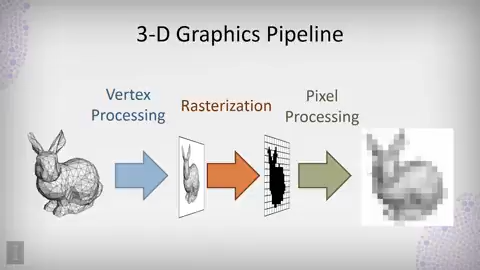 3-D Graphics Pipeline
Vertex
Processing
Rasterization
Pixel
Processing